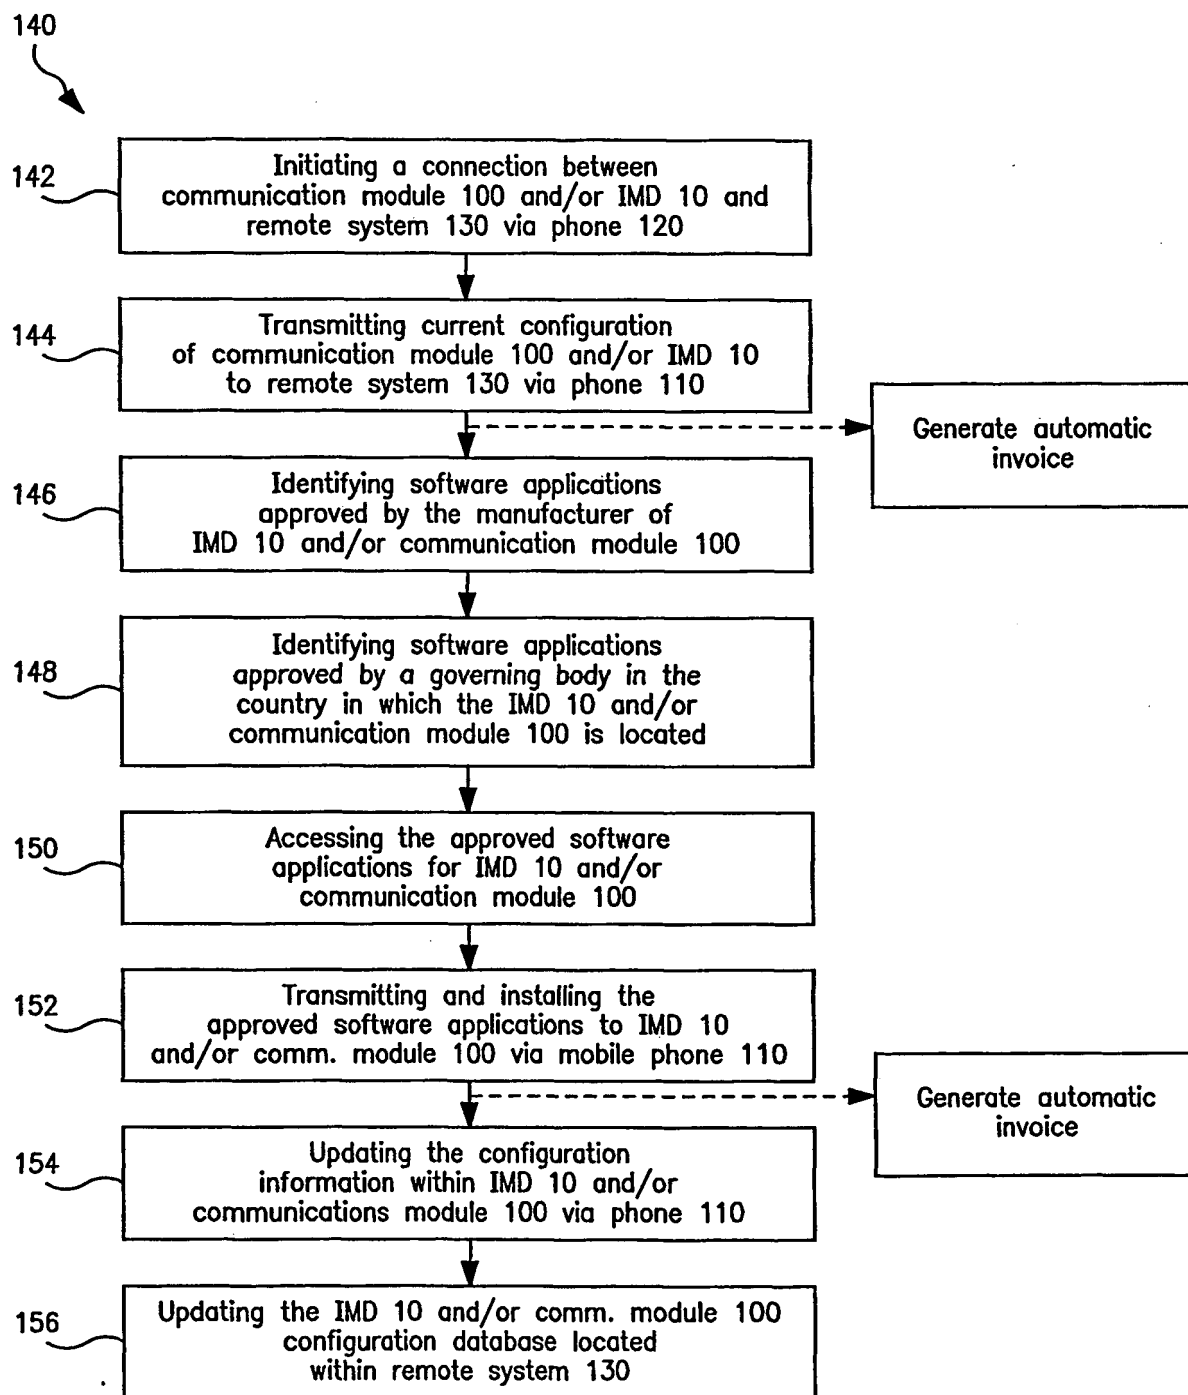 140
142
Initiating a connection between
communication module 100 and/or IMD 10 and
remote system 130 via phone 120
144
Transmitting current configuration
of communication module 100 and/or IMD 10
to remote system 130 via phone 110
Generate automatic
invoice
146
Identifying software applications
approved by the manufacturer of
IMD 10 and/or communication module 100
148
Identifying software applications
approved by a governing body in the
country in which the IMD 10 and/or
communication module 100 is located
150
Accessing the approved software
applications for IMD 10 and/or
communication module 100
152
Transmitting and installing the
approved software applications to IMD 10
and/or comm. module 100 via mobile phone 110
Generate automatic
invoice
154
Updating the configuration
information within IMD 10 and/or
communications module 100 via phone 110
156
Updating the IMD 10 and/or comm. module 100
configuration database located
within remote system 130